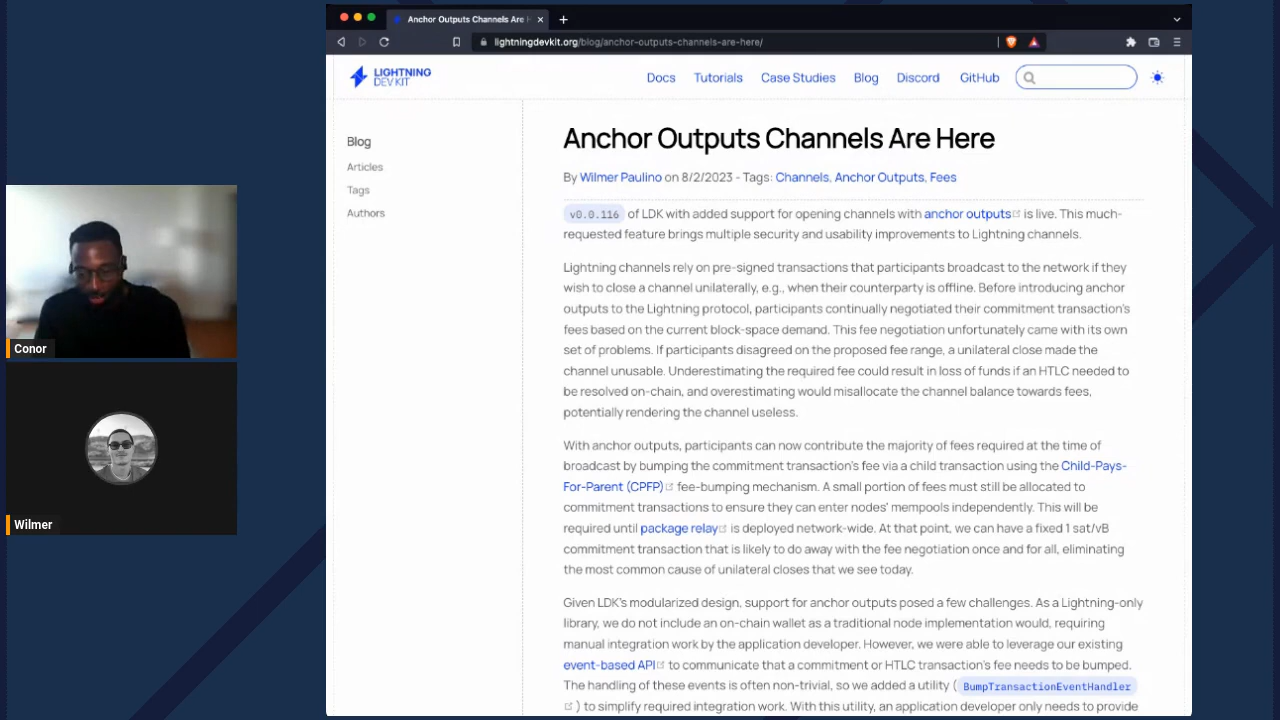 Anchor Outputs Channels Are H
lightningdevkit.org/blog/anchor-outputs-channels-are-here/
LIGHTNING
DEV KIT
Docs Tutorials Case Studies Blog Discord GitHub
Blog
Articles
Tags
Authors
Anchor Outputs Channels Are Here
By Wilmer Paulino on 8/2/2023 - Tags: Channels, Anchor Outputs, Fees
v0.0.116 of LDK with added support for opening channels with anchor outputs is live. This much-
requested feature brings multiple security and usability improvements to Lightning channels.
Lightning channels rely on pre-signed transactions that participants broadcast to the network if they
wish to close a channel unilaterally, e.g., when their counterparty is offline. Before introducing anchor
outputs to the Lightning protocol, participants continually negotiated their commitment transaction's
fees based on the current block-space demand. This fee negotiation unfortunately came with its own
set of problems. If participants disagreed on the proposed fee range, a unilateral close made the
channel unusable. Underestimating the required fee could result in loss of funds if an HTLC needed to
be resolved on-chain, and overestimating would misallocate the channel balance towards fees,
potentially rendering the channel useless.
With anchor outputs, participants can now contribute the majority of fees required at the time of
broadcast by bumping the commitment transaction's fee via a child transaction using the Child-Pays-
For-Parent (CPFP) fee-bumping mechanism. A small portion of fees must still be allocated to
commitment transactions to ensure they can enter nodes' mempools independently. This will be
required until package relay is deployed network-wide. At that point, we can have a fixed 1 sat/vB
commitment transaction that is likely to do away with the fee negotiation once and for all, eliminating
the most common cause of unilateral closes that we see today.
Given LDK's modularized design, support for anchor outputs posed a few challenges. As a Lightning-only
library, we do not include an on-chain wallet as a traditional node implementation would, requiring
manual integration work by the application developer. However, we were able to leverage our existing
event-based API to communicate that a commitment or HTLC transaction's fee needs to be bumped.
The handling of these events is often non-trivial, so we added a utility ( BumpTransactionEventHandler
) to simplify required integration work. With this utility, an application developer only needs to provide
Conor
Wilmer